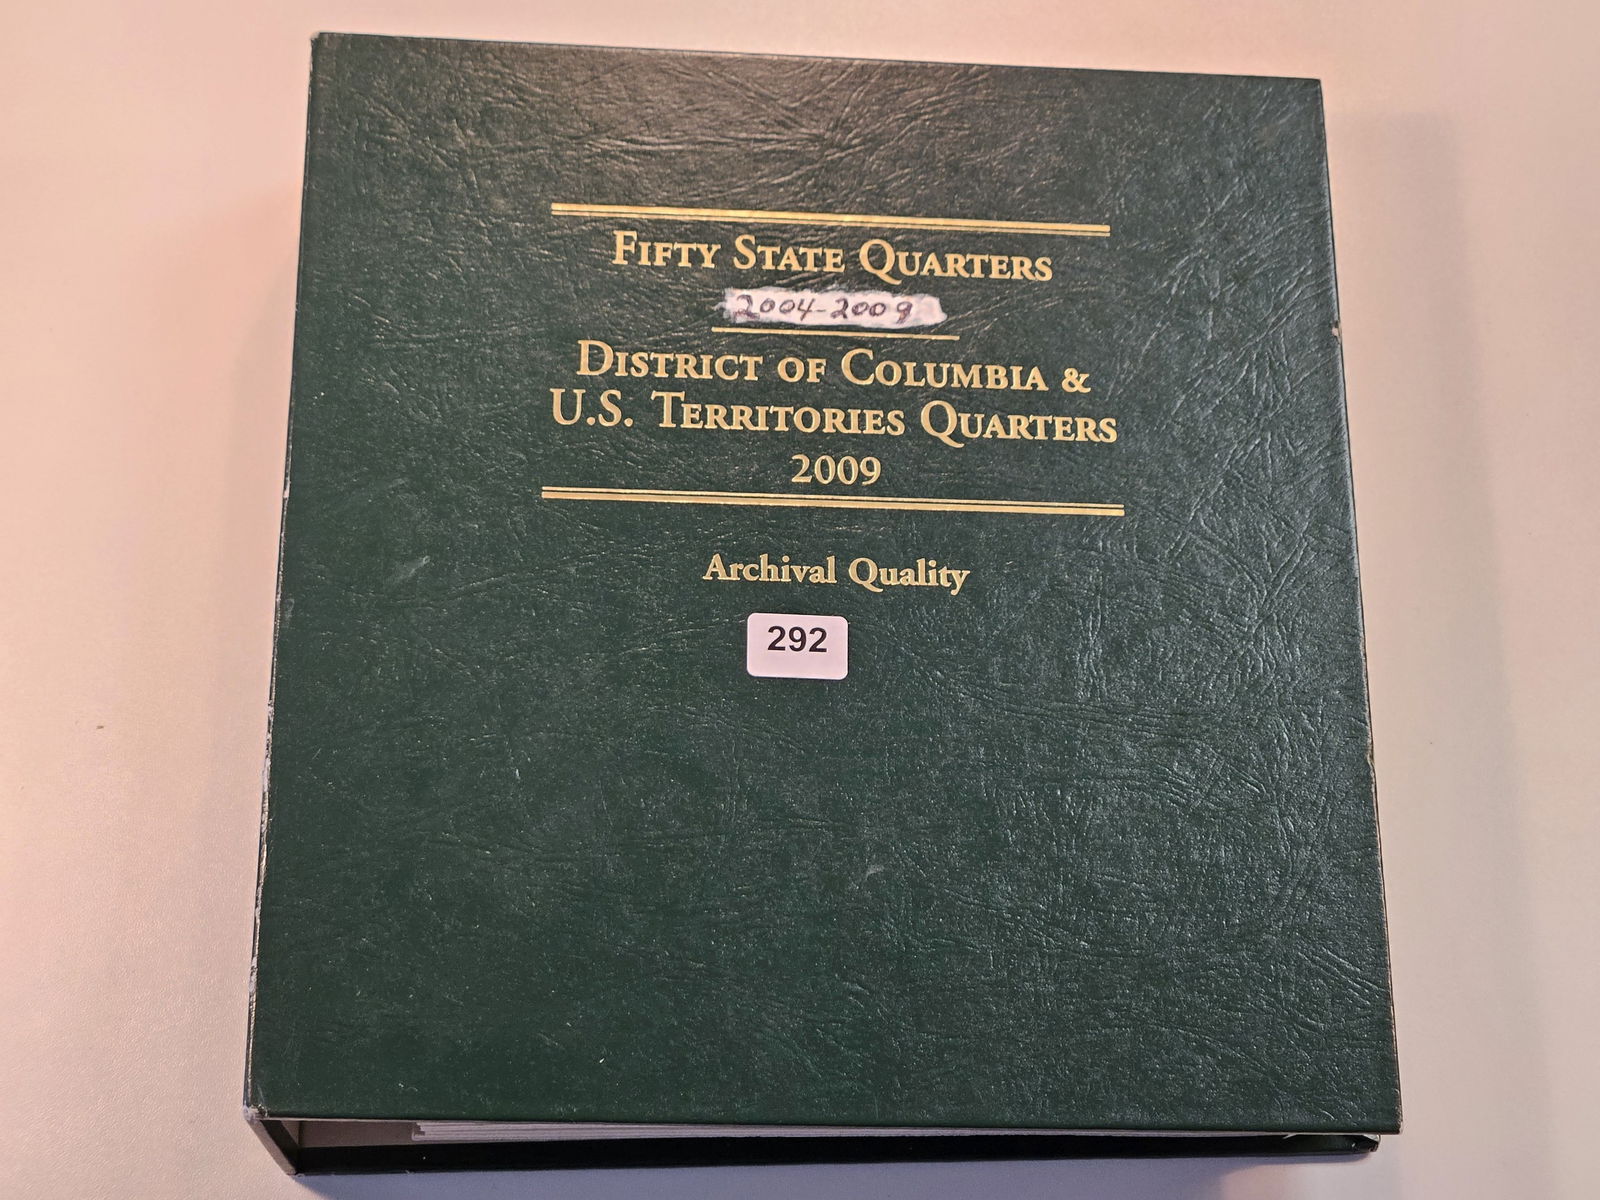 Fifty State Quarters
2004-2009
District of Columbia &
U.S. Territories Quarters
2009
Archival Quality
292